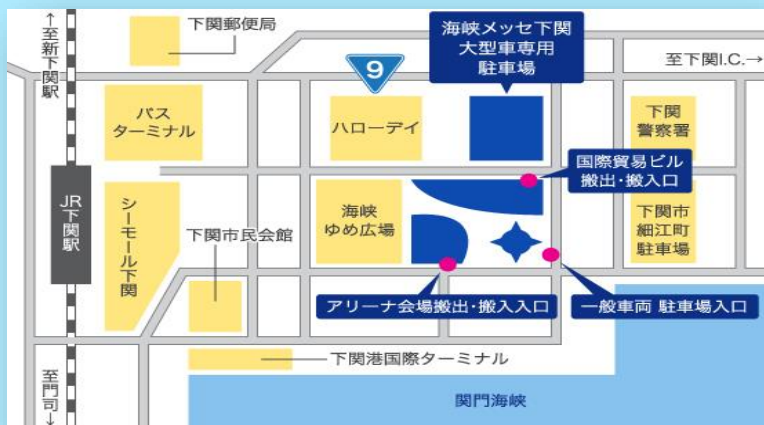 ←至新下関駅
下関郵便局
海峡メッセ下関
大型車専用
駐車場
9
至下関I.C.→
バス
ターミナル
ハローデイ
下関
警察署
国際貿易ビル
搬出・搬入口
JR下関駅
シーモール下関
下関市民会館
海峡
ゆめ広場
下関市
細江町
駐車場
アリーナ会場搬出・搬入入口
一般車両 駐車場入口
下関港国際ターミナル
至門司→
関門海峡